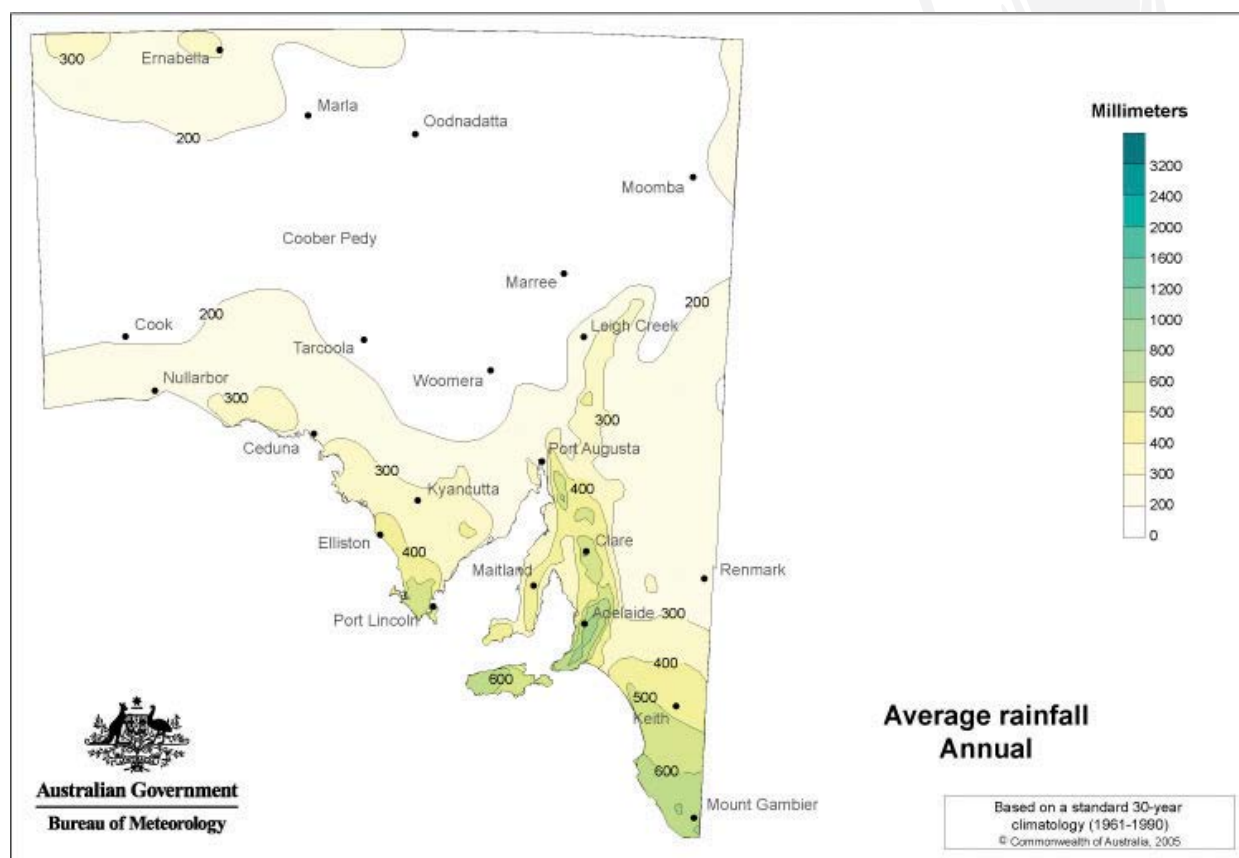 300
Ernabella
Marla
Oodnadatta
200
Moomba
Coober Pedy
Marree
200
200
Cook
Leigh Creek
Tarcoola
Woomera
Nullarbor
300
300
Ceduna
Port Augusta
300
Kyancutta
400
Elliston
400
Clare
Maitland
Renmark
Port Lincoln
Adelaide
300
400
600
500
Keith
600
Mount Gambier
Millimeters
3200
2400
2000
1600
1200
800
600
500
400
300
200
0
Average rainfall
Annual
Australian Government
Bureau of Meteorology
Based on a standard 30-year
climatology (1961-1990)
© Commonwealth of Australia, 2005